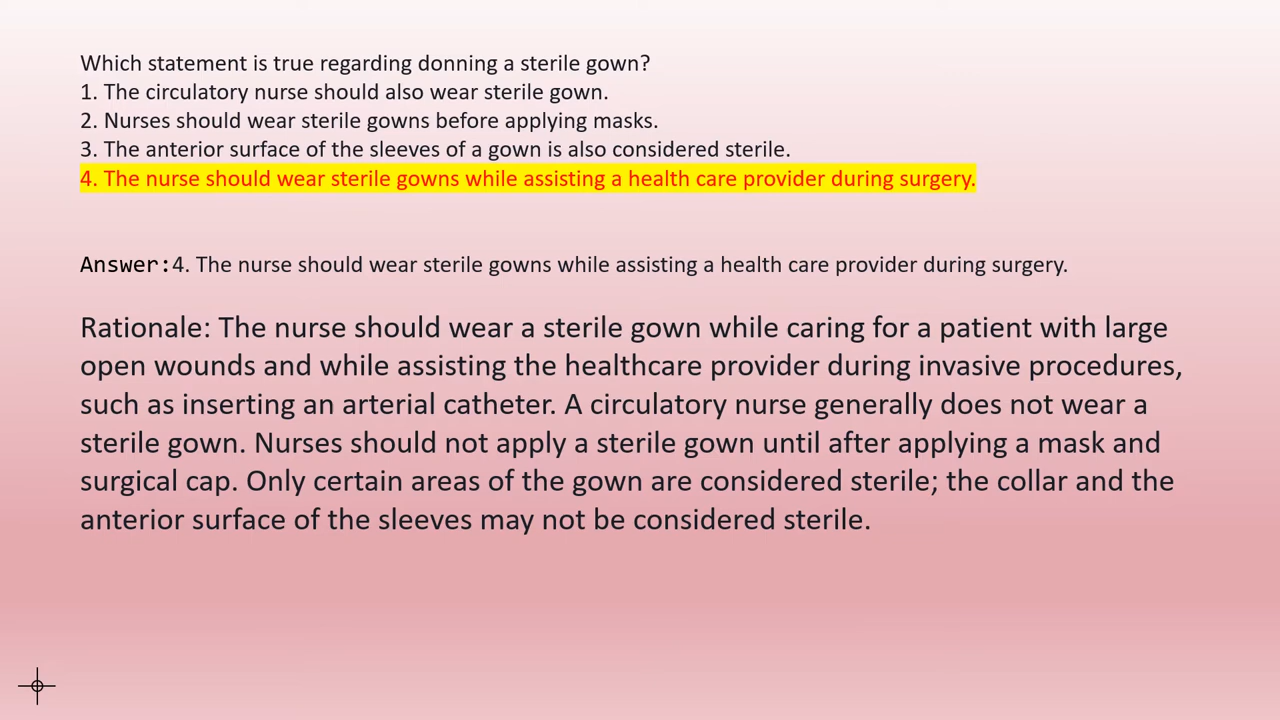 Which statement is true regarding donning a sterile gown?
1. The circulatory nurse should also wear sterile gown.
2. Nurses should wear sterile gowns before applying masks.
3. The anterior surface of the sleeves of a gown is also considered sterile.
4. The nurse should wear sterile gowns while assisting a health care provider during surgery.
Answer:4. The nurse should wear sterile gowns while assisting a health care provider during surgery.
Rationale: The nurse should wear a sterile gown while caring for a patient with large
open wounds and while assisting the healthcare provider during invasive procedures,
such as inserting an arterial catheter. A circulatory nurse generally does not wear a
sterile gown. Nurses should not apply a sterile gown until after applying a mask and
surgical cap. Only certain areas of the gown are considered sterile; the collar and the
anterior surface of the sleeves may not be considered sterile.